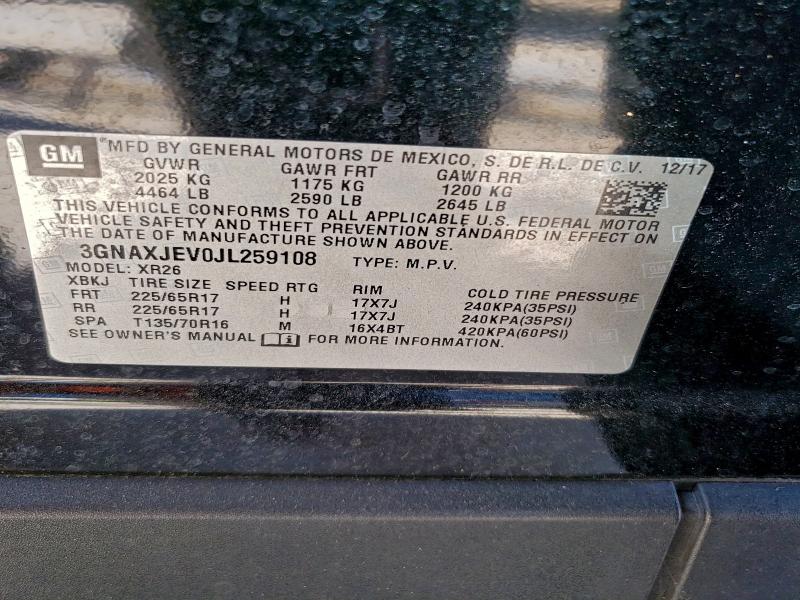 GM
MFD BY GENERAL MOTORS DE MEXICO, S. DE R.L. DE C.V. 12/17
GVWR GAWR FRT GAWR RR
2025 KG 1175 KG 1200 KG
4464 LB 2590 LB 2645 LB
THIS VEHICLE CONFORMS TO ALL APPLICABLE U.S. FEDERAL MOTOR
VEHICLE SAFETY AND THEFT PREVENTION STANDARDS IN EFFECT ON
THE DATE OF MANUFACTURE SHOWN ABOVE.
3GNAXJEV0JL259108 TYPE: M.P.V.
MODEL: XR26
XBKJ TIRE SIZE SPEED RTG RIM COLD TIRE PRESSURE
FRT 225/65R17 H 17X7J 240KPA(35PSI)
RR 225/65R17 H 17X7J 240KPA(35PSI)
SPA T135/70R16 M 16X4BT 420KPA(60PSI)
SEE OWNER'S MANUAL FOR MORE INFORMATION.